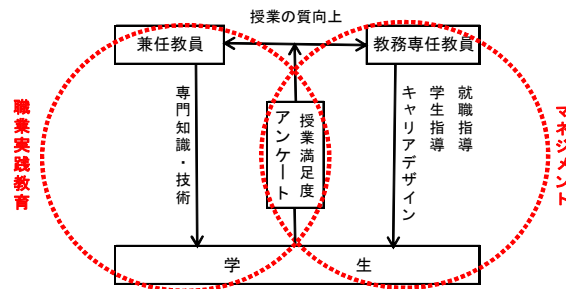 授業の質向上
兼任教員
教務専任教員
職業実践教育
専門知識・技術
授業満足度
アンケート
就職指導
学生指導
キャリアデザイン
マネジメント
学生